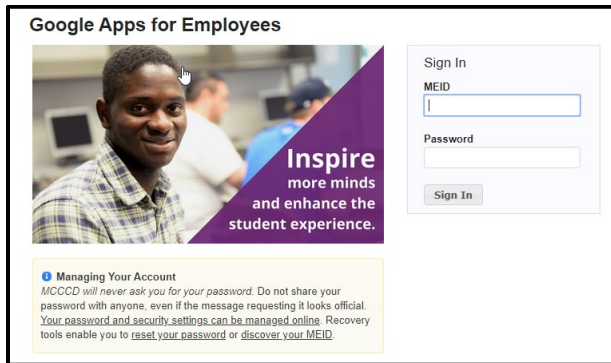 Google Apps for Employees
Inspire
more minds
and enhance the
student experience.
Sign In
MEID
Password
Sign In
Managing Your Account
MCCCD will never ask you for your password. Do not share your
password with anyone, even if the message requesting it looks official.
Your password and security settings can be managed online. Recovery
tools enable you to reset your password or discover your MEID.